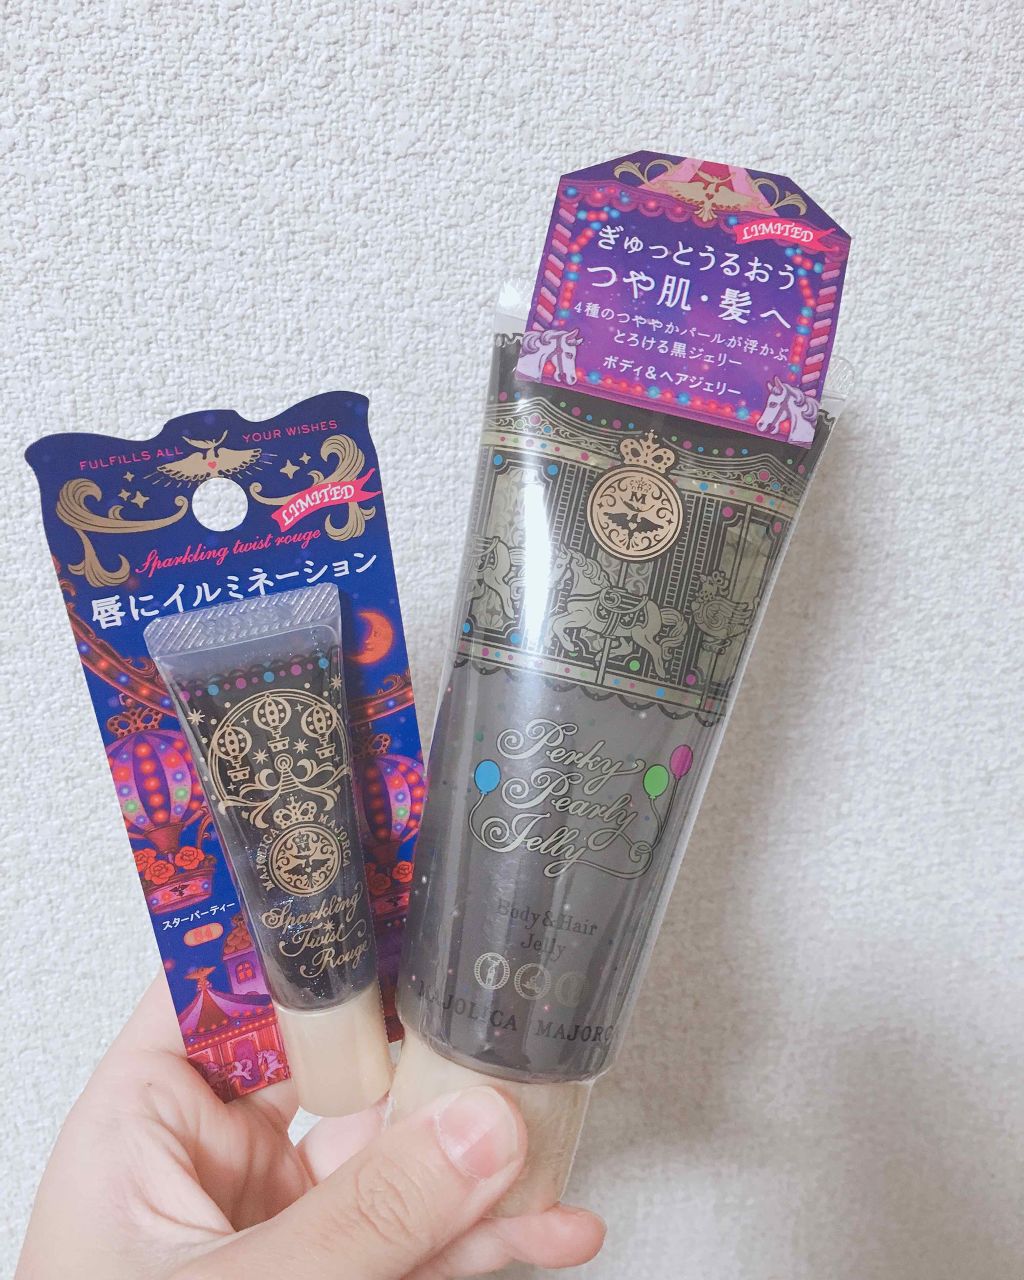 FULFILLS ALL YOUR WISHES
LIMITED
Sparkling twist rouge
唇にイルミネーション
MAJOLICA MAJORCA
Sparkling
Twist
Rouge
スターパーティー
LIMITED
ぎゅっとうるおう
つや肌・髪へ
4種のつややかパールが浮かぶ
とろける黒ジェリー
ボディ&ヘアジェリー
M
Perky
Pearly
Jelly
Body&Hair
Jelly
MAJOLICA MAJORC